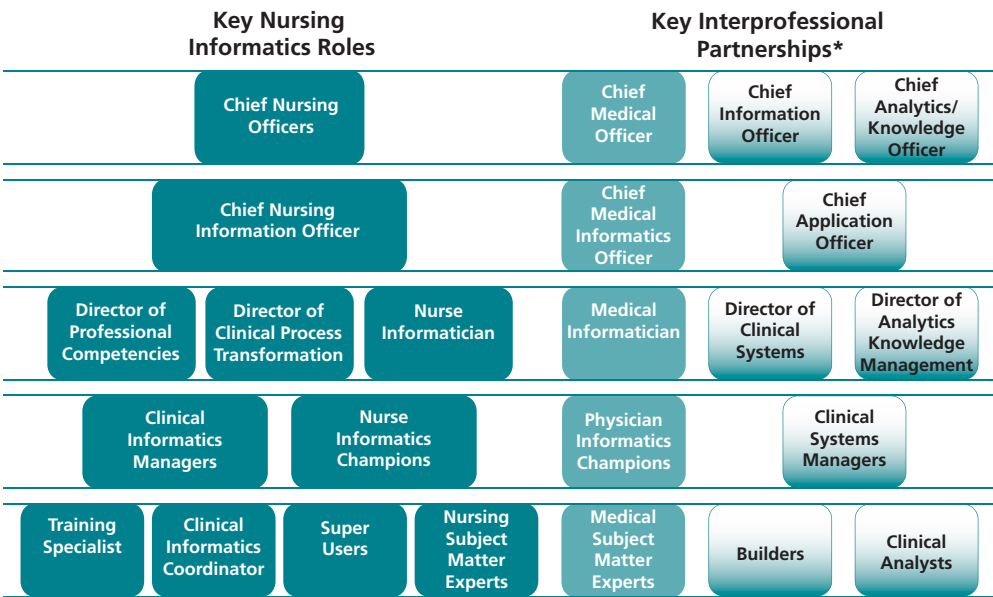 Key Nursing
Informatics Roles
Key Interprofessional
Partnerships*
Chief Nursing
Officers
Chief
Medical
Officer
Chief
Information
Officer
Chief
Analytics/
Knowledge
Officer
Chief Nursing
Information Officer
Chief
Medical
Informatics
Officer
Chief
Application
Officer
Director of
Professional
Competencies
Director of
Clinical Process
Transformation
Nurse
Informatician
Medical
Informatician
Director of
Clinical
Systems
Director of
Analytics
Knowledge
Management
Clinical
Informatics
Managers
Nurse
Informatics
Champions
Physician
Informatics
Champions
Clinical
Systems
Managers
Training
Specialist
Clinical
Informatics
Coordinator
Super
Users
Nursing
Subject
Matter
Experts
Medical
Subject
Matter
Experts
Builders
Clinical
Analysts